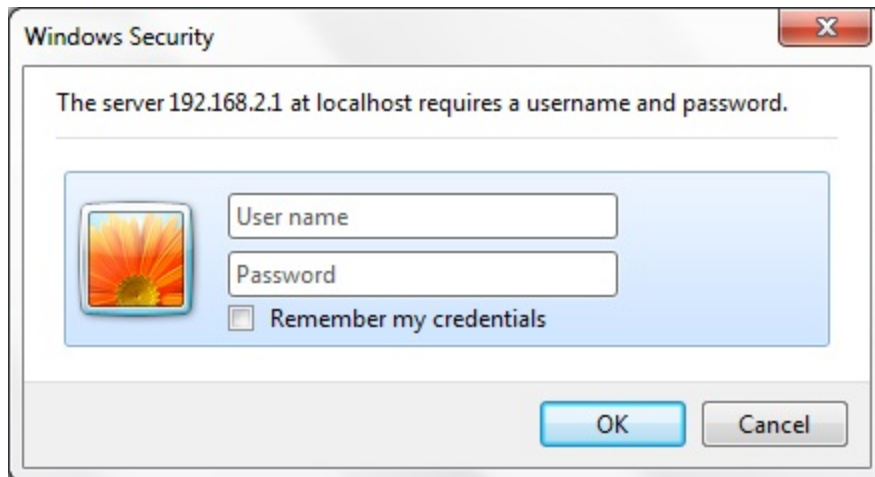 Windows Security
The server 192.168.2.1 at localhost requires a username and password.
User name
Password
Remember my credentials
OK
Cancel